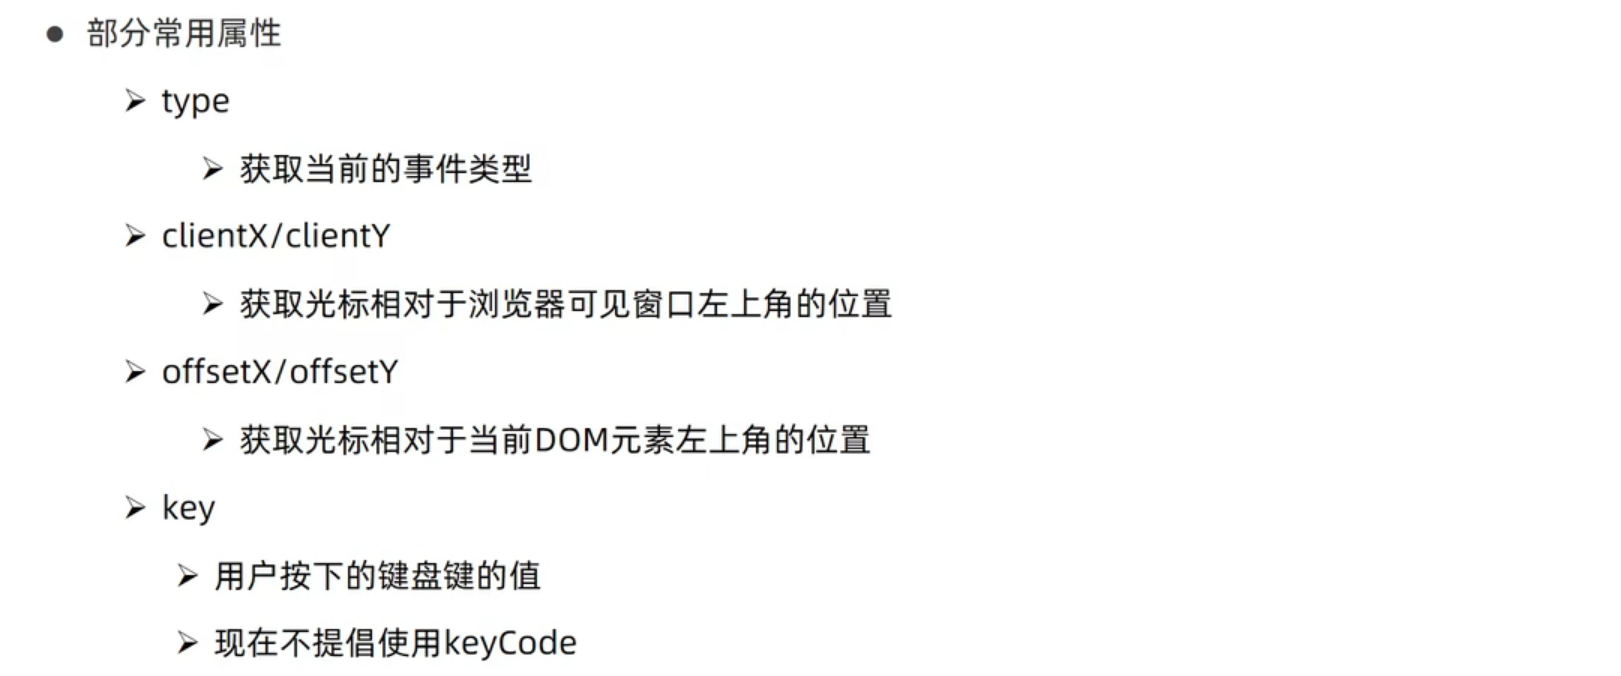 部分常用属性
type
获取当前的事件类型
clientX/clientY
获取光标相对于浏览器可见窗口左上角的位置
offsetX/offsetY
获取光标相对于当前DOM元素左上角的位置
key
用户按下的键盘键的值
现在不提倡使用keyCode